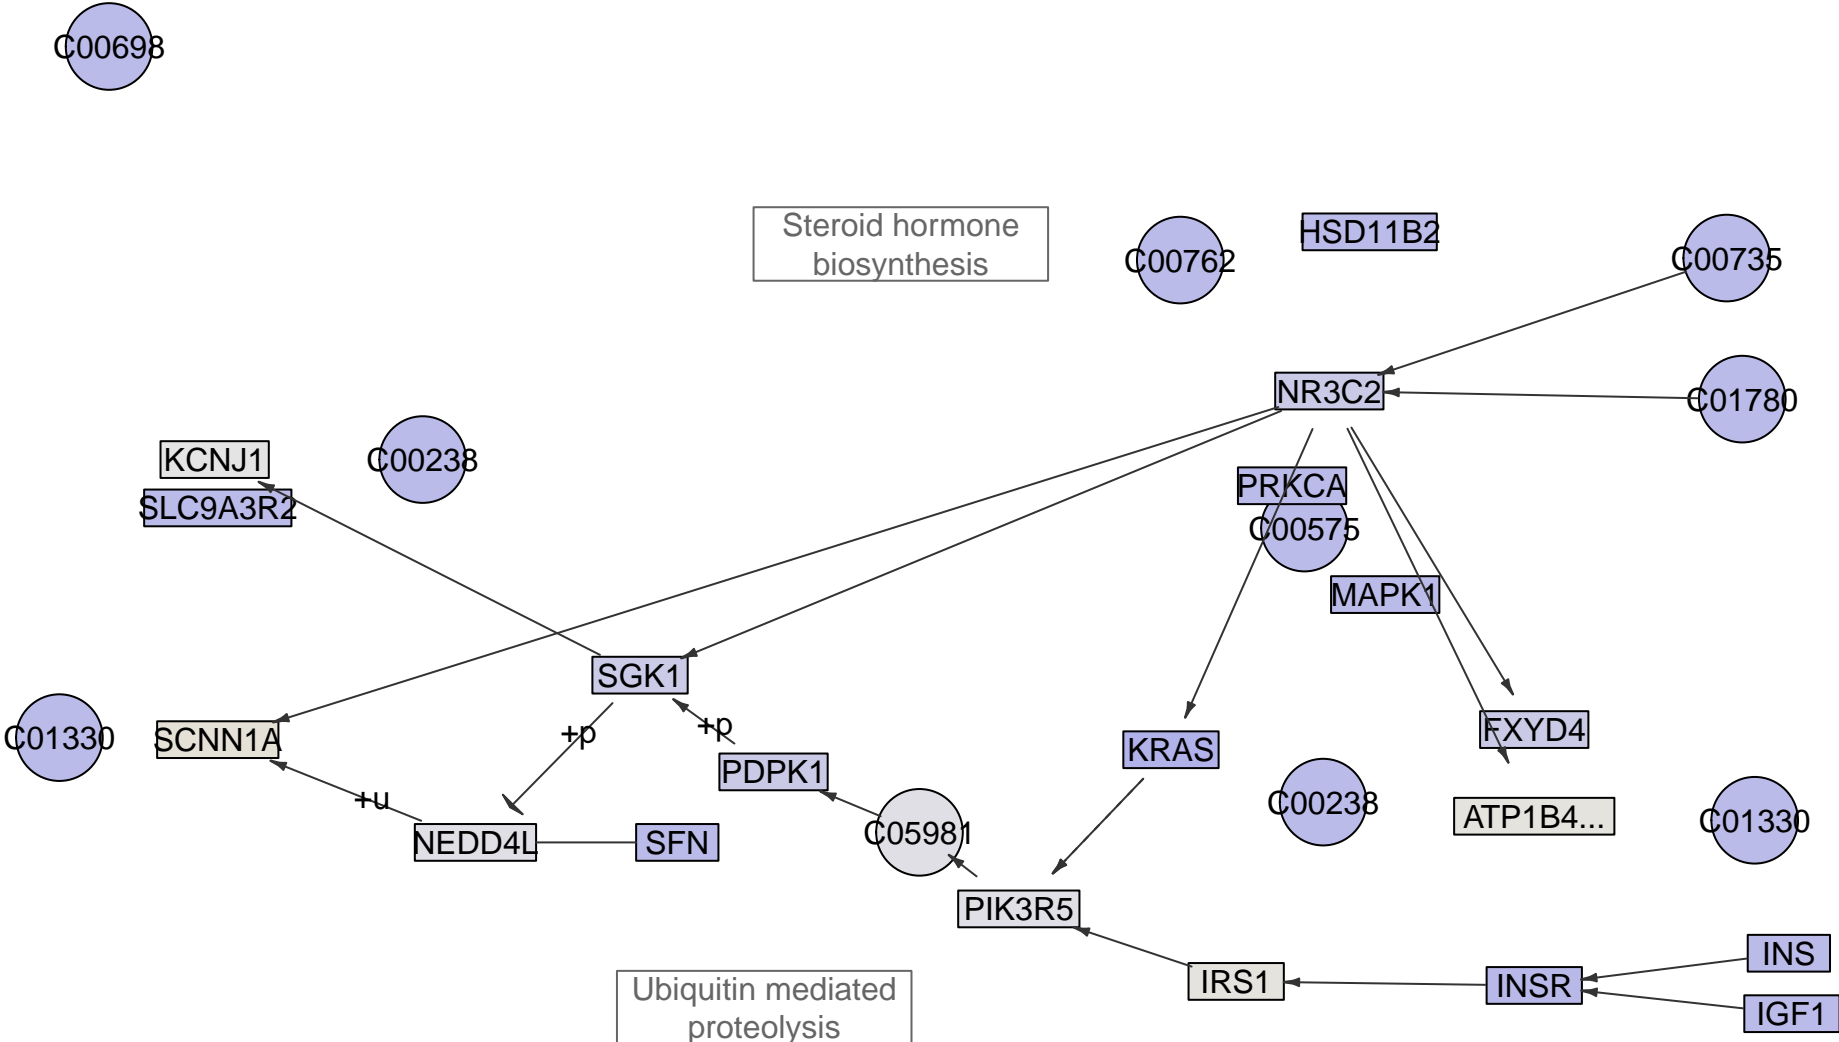 C00698
Steroid hormone
biosynthesis
C00762
HSD11B2
C00735
NR3C2
C01780
KCNJ1
C00238
SLC9A3R2
PRKCA
C00575
MAPK1
SGK1
C01330
SCNN1A
+p
+p
PDPK1
KRAS
FXYD4
+u
C00238
ATP1B4...
C01330
NEDD4L
SFN
C05981
PIK3R5
IRS1
INSR
INS
IGF1
Ubiquitin mediated
proteolysis